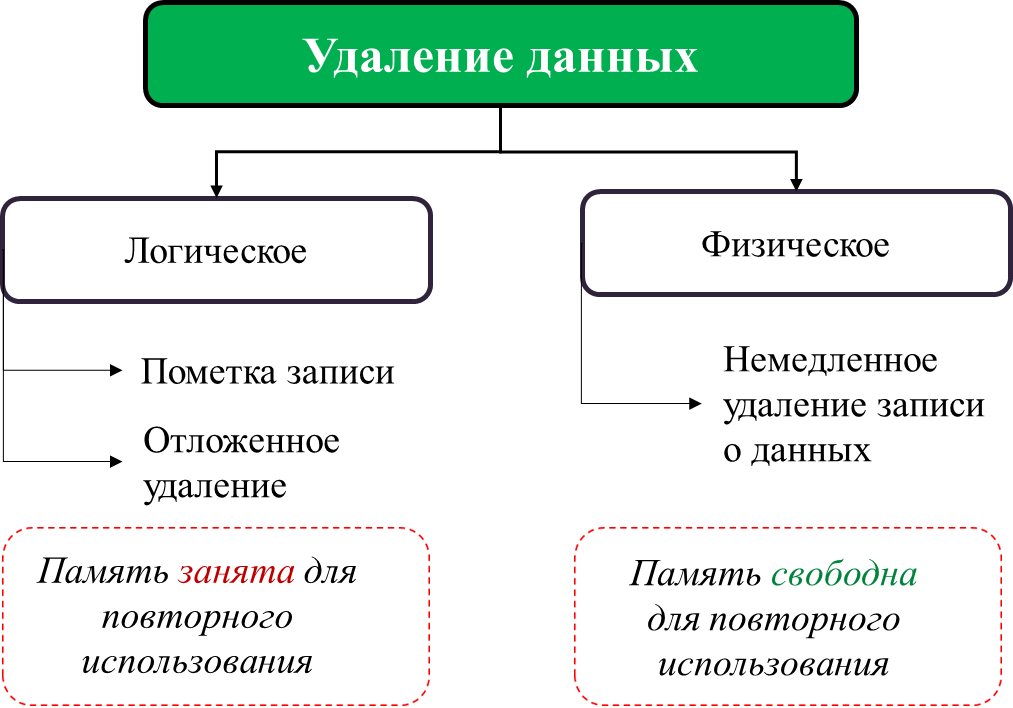 Удаление данных
Логическое
Пометка записи
Отложенное
удаление
Память занята для
повторного
использования
Физическое
Немедленное
удаление записи
о данных
Память свободна
для повторного
использования